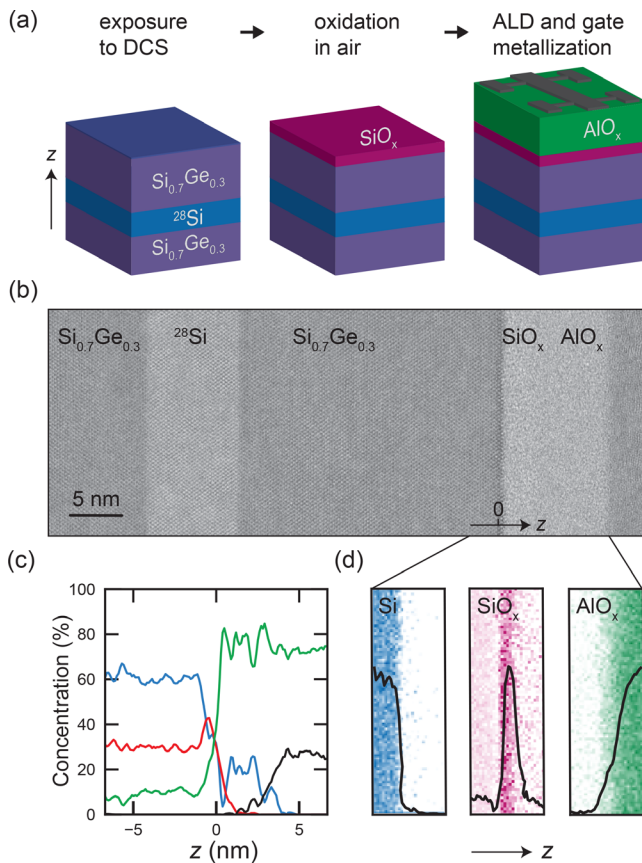 (a)
exposure to DCS
oxidation in air
ALD and gate metallization
z
Si0.7Ge0.3
28Si
Si0.7Ge0.3
SiOx
AlOx
(b)
Si0.7Ge0.3 28Si Si0.7Ge0.3 SiOx AlOx
5 nm
0
z
(c)
Concentration (%)
100
80
60
40
20
0
−5 0 5
z (nm)
(d)
Si SiOx AlOx
z